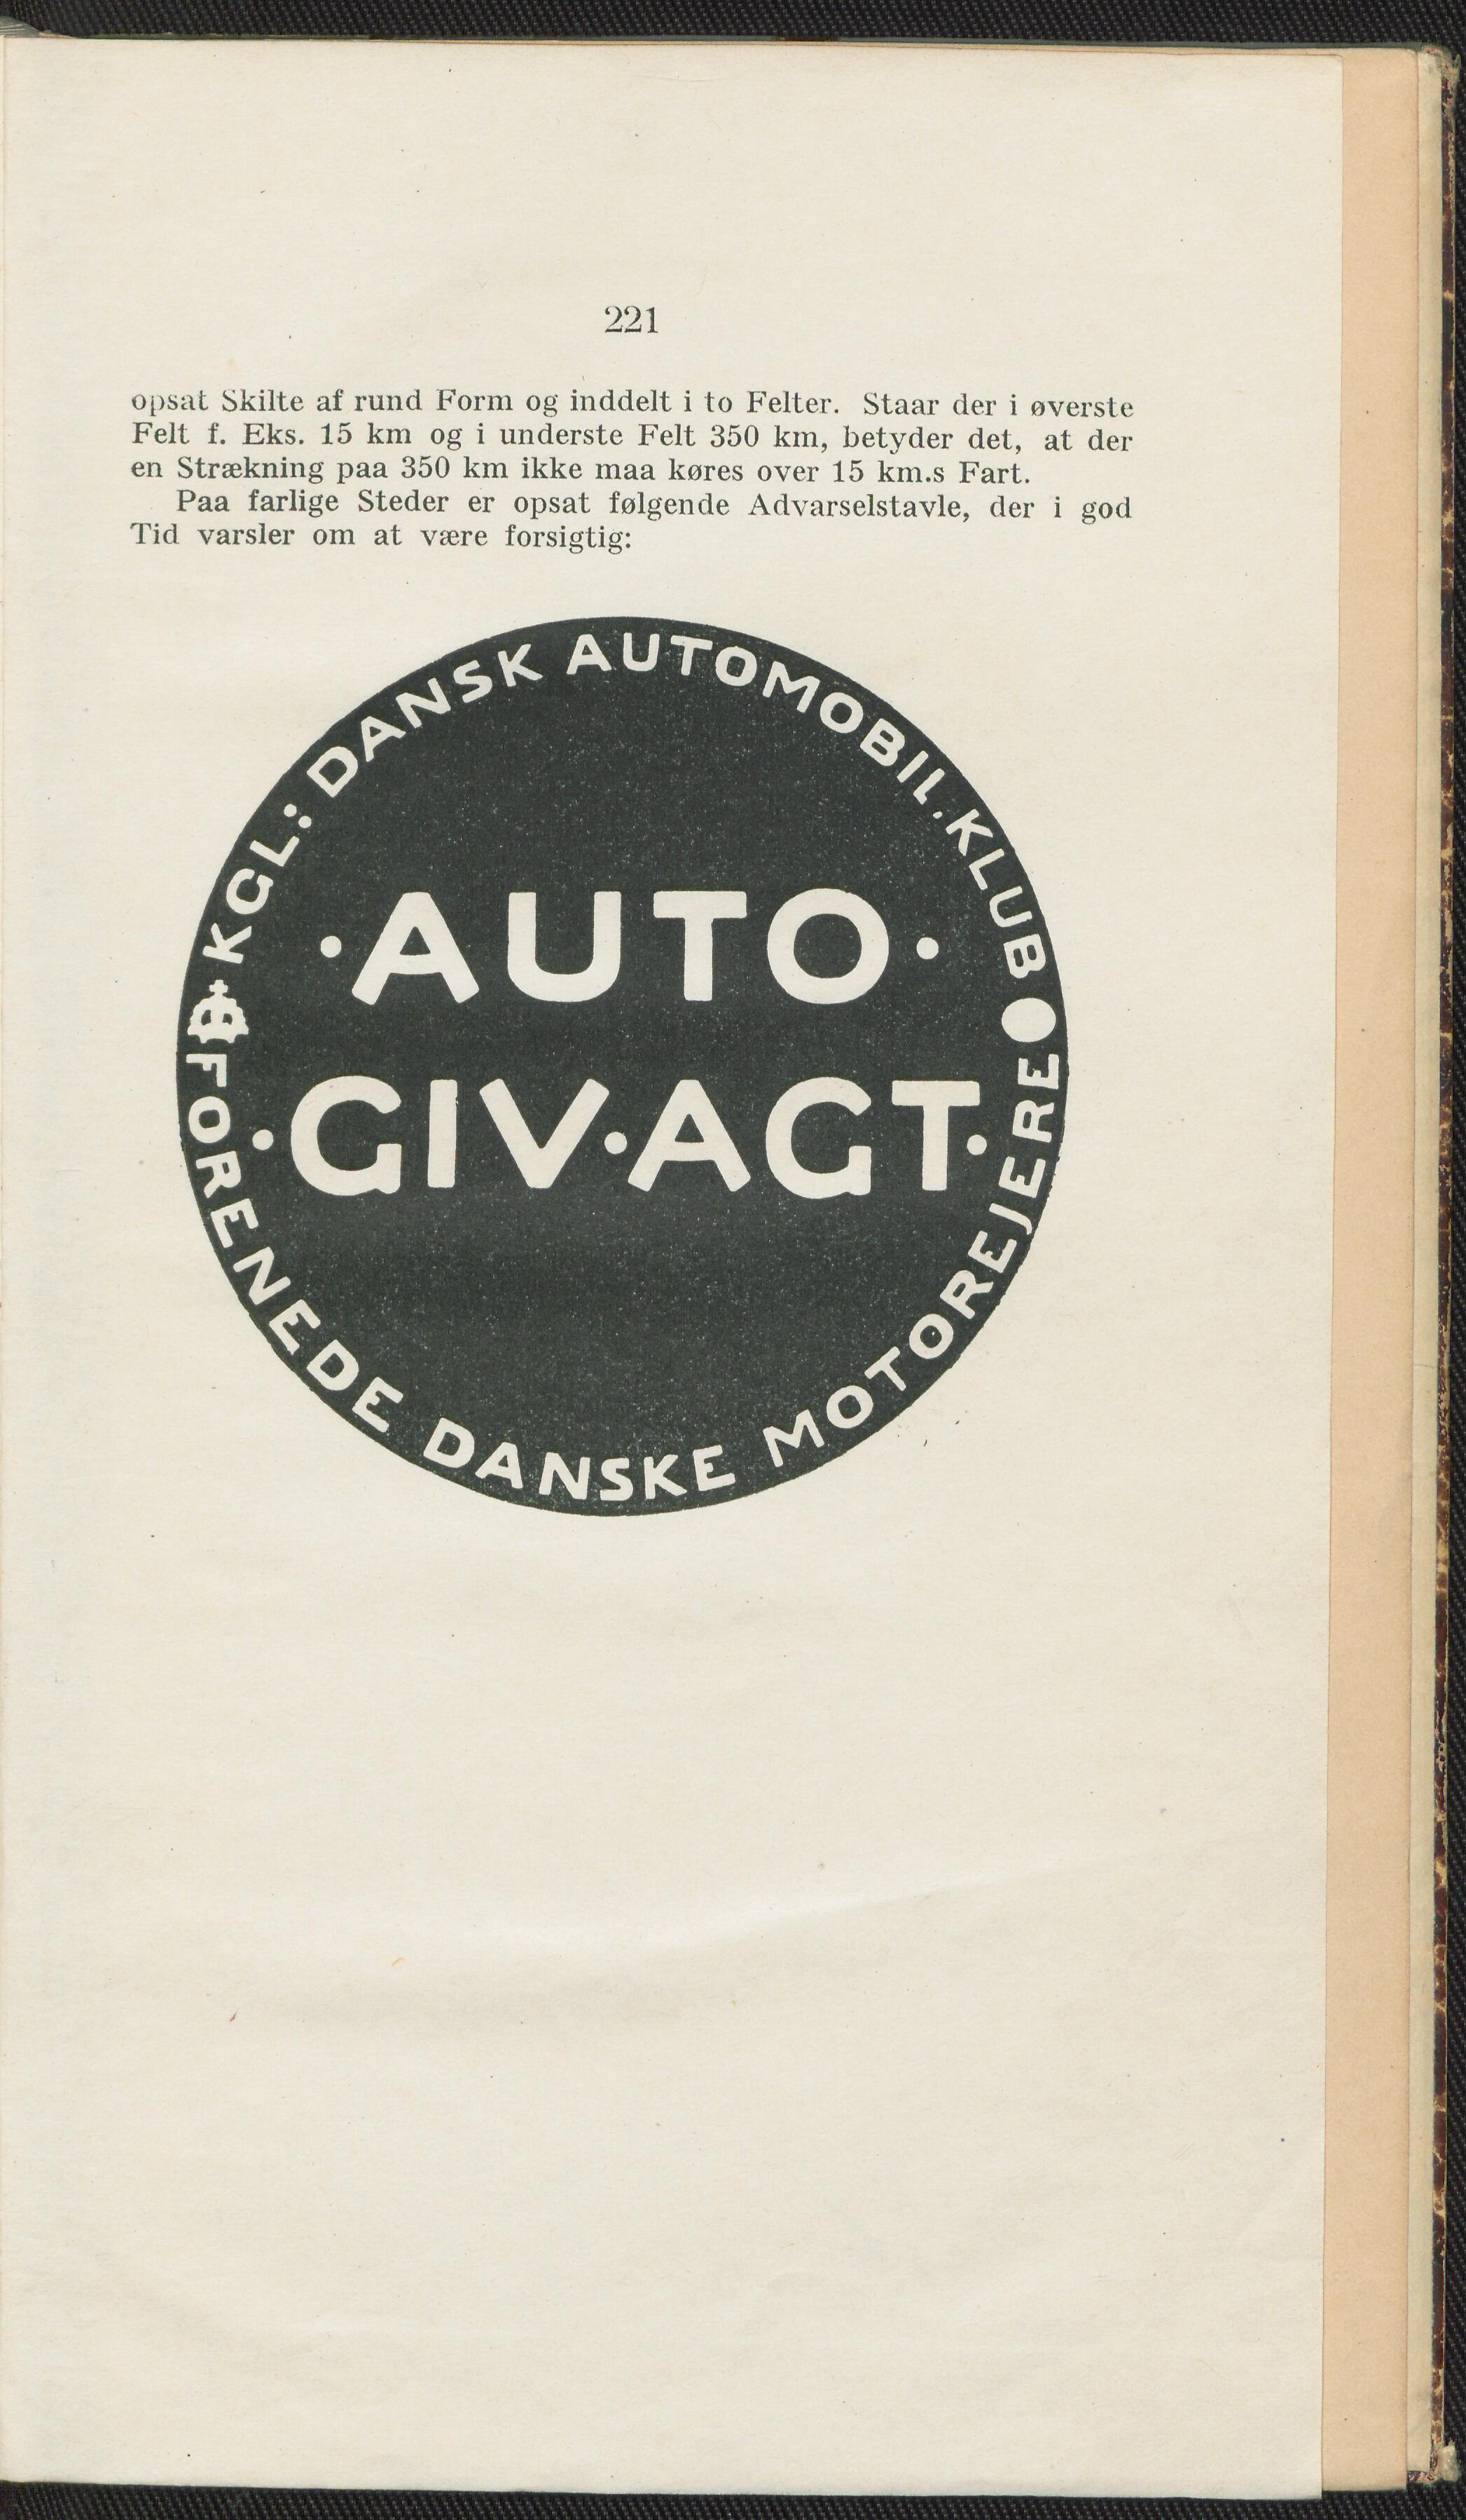 221
opsat Skilte af rund Form og inddelt i to Felter. Staar der i øverste
Felt f. Eks. 15 km og i underste Felt 350 km, betyder det, at der
en Strækning paa 350 km ikke maa køres over 15 km.s Fart.
Paa farlige Steder er opsat følgende Advarselstavle, der i god
Tid varsler om at være forsigtig:
KGL: DANSK AUTOMOBIL.KLUB
·AUTO·
·GIV·AGT·
FORENEDE DANSKE MOTOREJERE